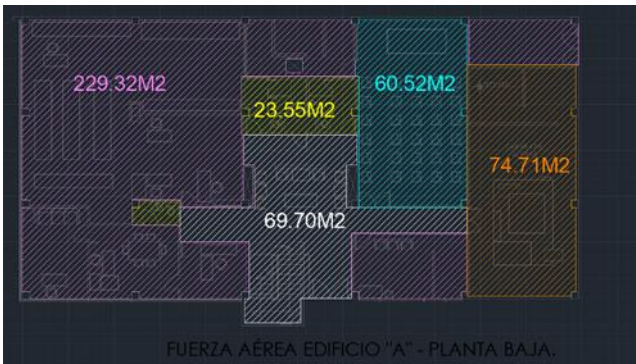 229.32M2
60.52M2
23.55M2
74.71M2
69.70M2
FUERZA AÉREA EDIFICIO "A" - PLANTA BAJA.